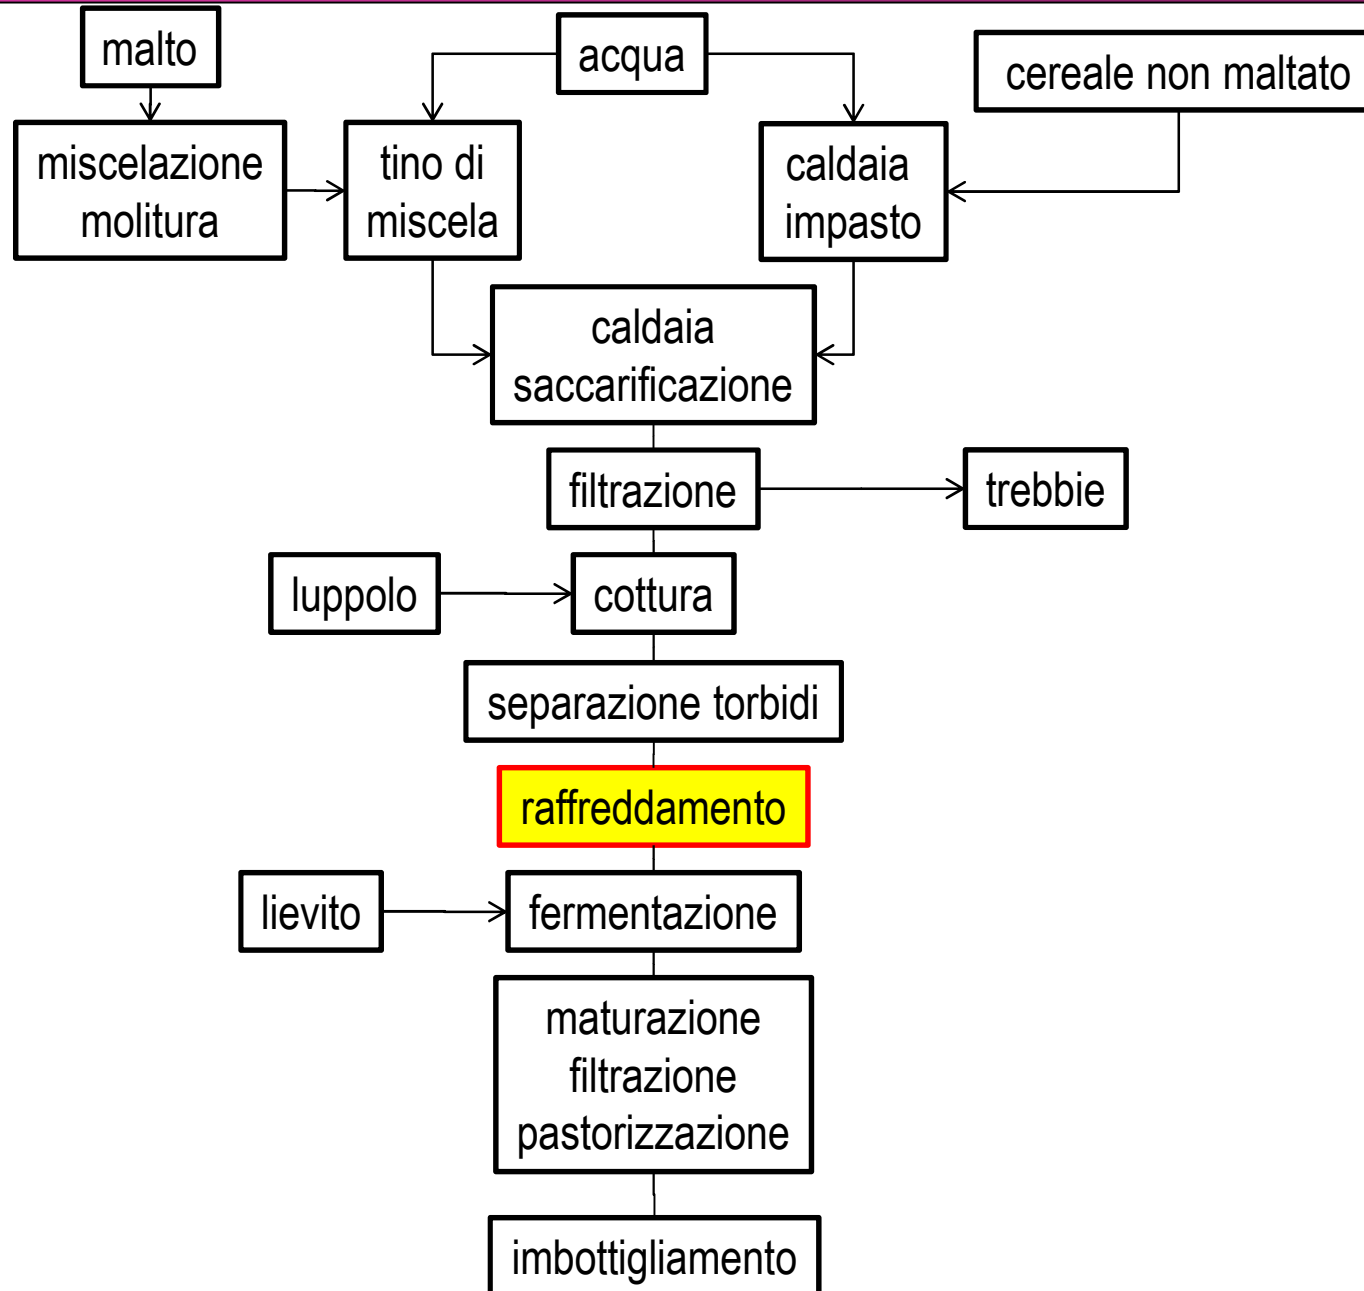 malto
acqua
cereale non maltato
miscelazione
molitura
tino di
miscela
caldaia
impasto
caldaia
saccarificazione
filtrazione
trebbie
luppolo
cottura
separazione torbidi
raffreddamento
lievito
fermentazione
maturazione
filtrazione
pastorizzazione
imbottigliamento